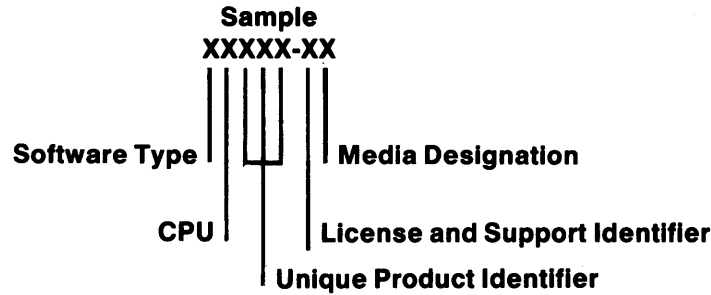 Sample
XXXXX-XX
Software Type
Media Designation
CPU
License and Support Identifier
Unique Product Identifier